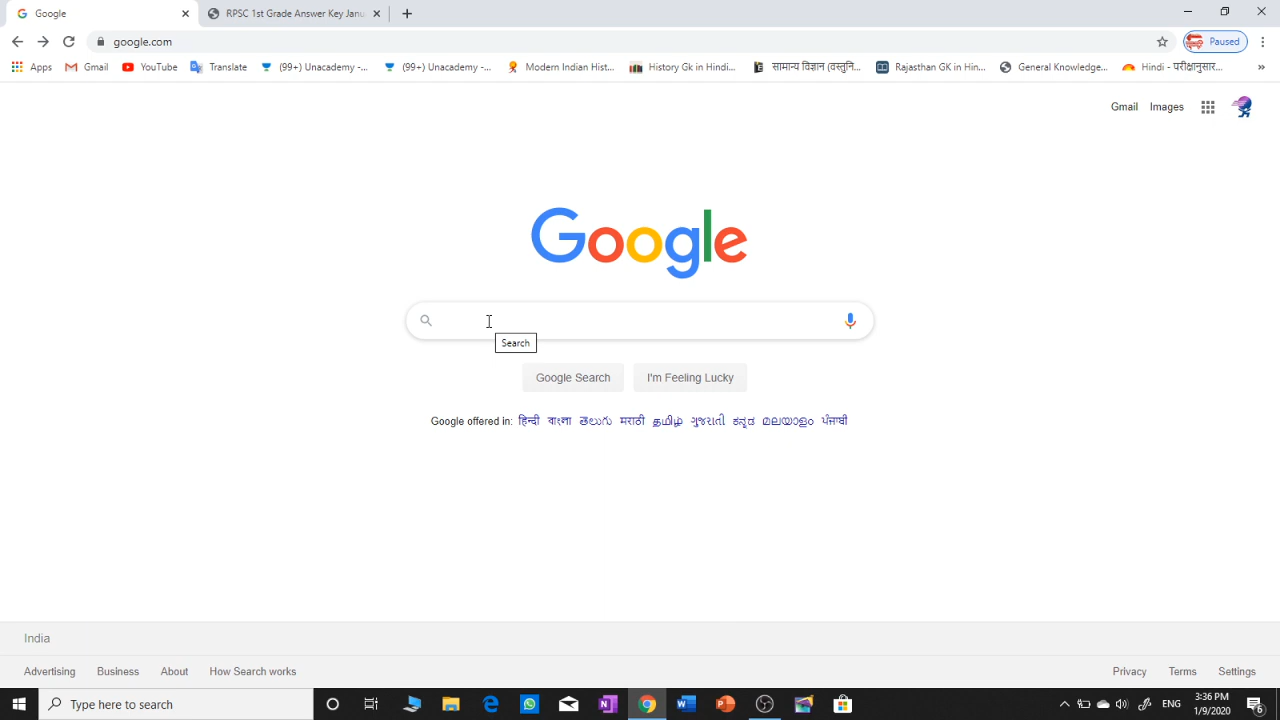 Google
RPSC 1st Grade Answer Key Janu
google.com
Paused
Apps
Gmail
YouTube
Translate
(99+) Unacademy -...
(99+) Unacademy -...
Modern Indian Hist...
History Gk in Hindi...
सामान्य विज्ञान (वस्तुनि...
Rajasthan GK in Hin...
General Knowledge...
Hindi - परीक्षानुसार...
»
Gmail Images
Google
Search
Google Search
I'm Feeling Lucky
Google offered in: हिन्दी বাংলা తెలుగు मराठी தமிழ் ગુજરાતી ಕನ್ನಡ മലയാളം ਪੰਜਾਬੀ
India
Advertising Business About How Search works
Privacy Terms Settings
Type here to search
ENG
3:36 PM
1/9/2020
6